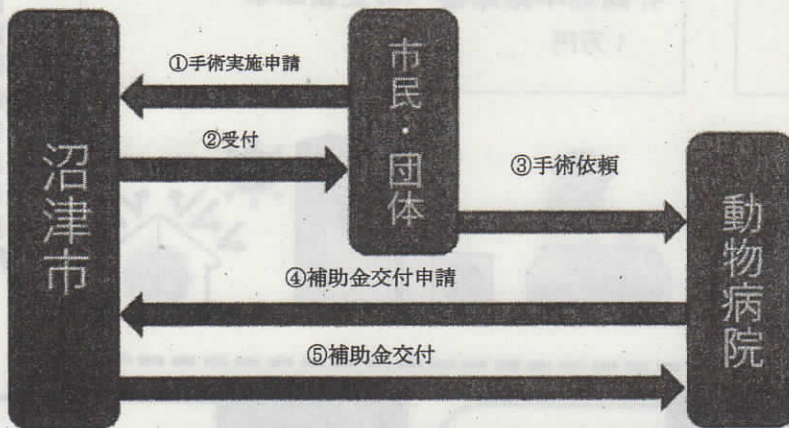 ①手術実施申請
②受付
沼津市
市民・団体
③手術依頼
動物病院
④補助金交付申請
⑤補助金交付